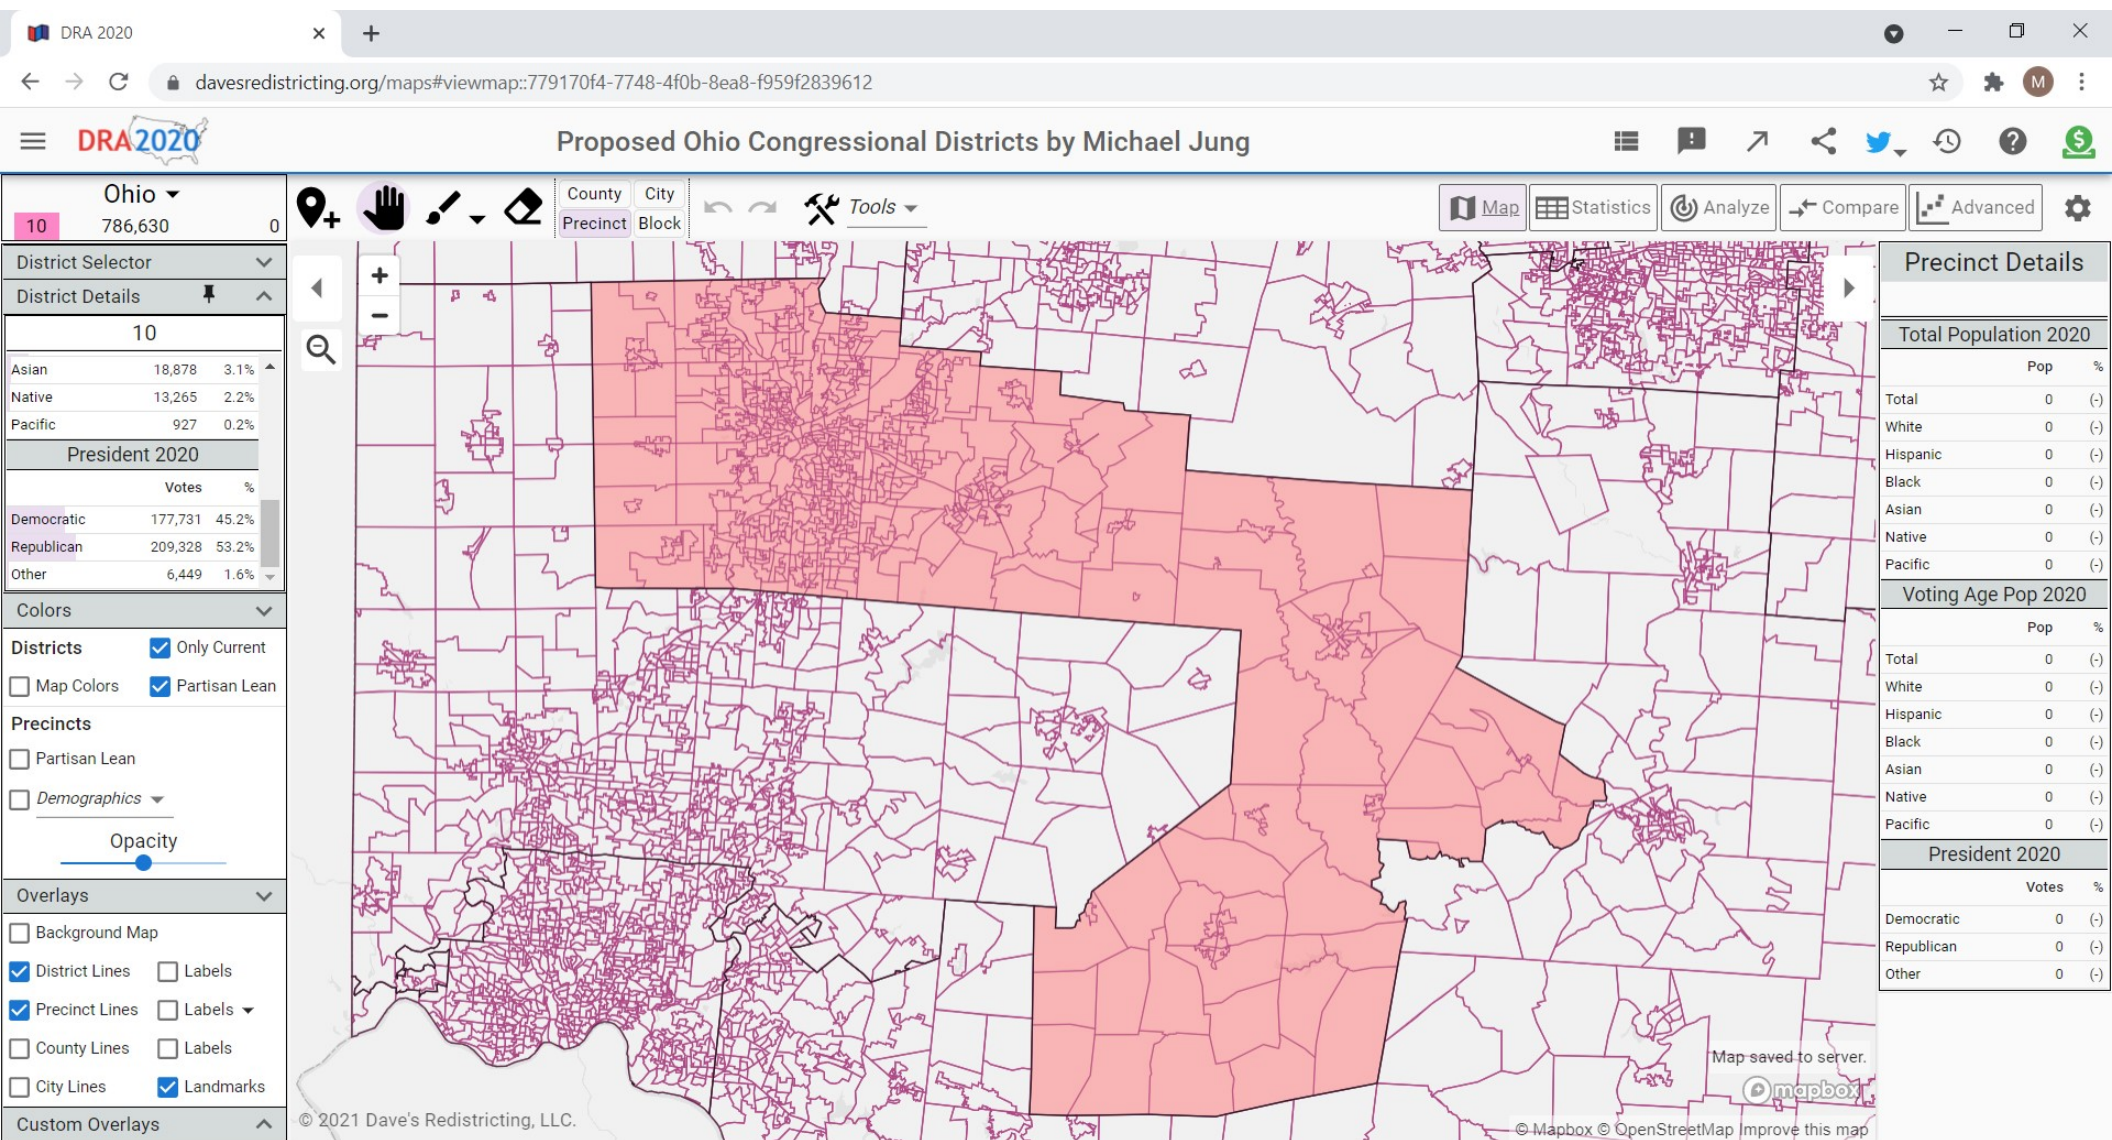 DRA 2020
davesredistricting.org/maps#viewmap::779170f4-7748-4f0b-8ea8-f959f2839612
M
DRA2020
Proposed Ohio Congressional Districts by Michael Jung
Ohio
10 786,630 0
County City
Precinct Block
Tools
Map Statistics Analyze Compare Advanced
District Selector
District Details
10
Asian 18,878 3.1%
Native 13,265 2.2%
Pacific 927 0.2%
President 2020
Votes %
Democratic 177,731 45.2%
Republican 209,328 53.2%
Other 6,449 1.6%
Colors
Districts Only Current
Map Colors Partisan Lean
Precincts
Partisan Lean
Demographics
Opacity
Overlays
Background Map
District Lines Labels
Precinct Lines Labels
County Lines Labels
City Lines Landmarks
Custom Overlays
Map saved to server.
mapbox
© 2021 Dave's Redistricting, LLC.
© Mapbox © OpenStreetMap Improve this map
Precinct Details
Total Population 2020
Pop %
Total 0 (-)
White 0 (-)
Hispanic 0 (-)
Black 0 (-)
Asian 0 (-)
Native 0 (-)
Pacific 0 (-)
Voting Age Pop 2020
Pop %
Total 0 (-)
White 0 (-)
Hispanic 0 (-)
Black 0 (-)
Asian 0 (-)
Native 0 (-)
Pacific 0 (-)
President 2020
Votes %
Democratic 0 (-)
Republican 0 (-)
Other 0 (-)